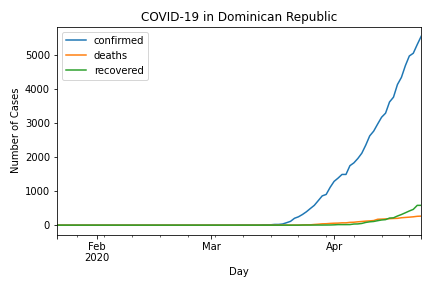 COVID-19 in Dominican Republic
confirmed
deaths
recovered
Number of Cases
5000
4000
3000
2000
1000
0
Feb
2020
Mar
Apr
Day